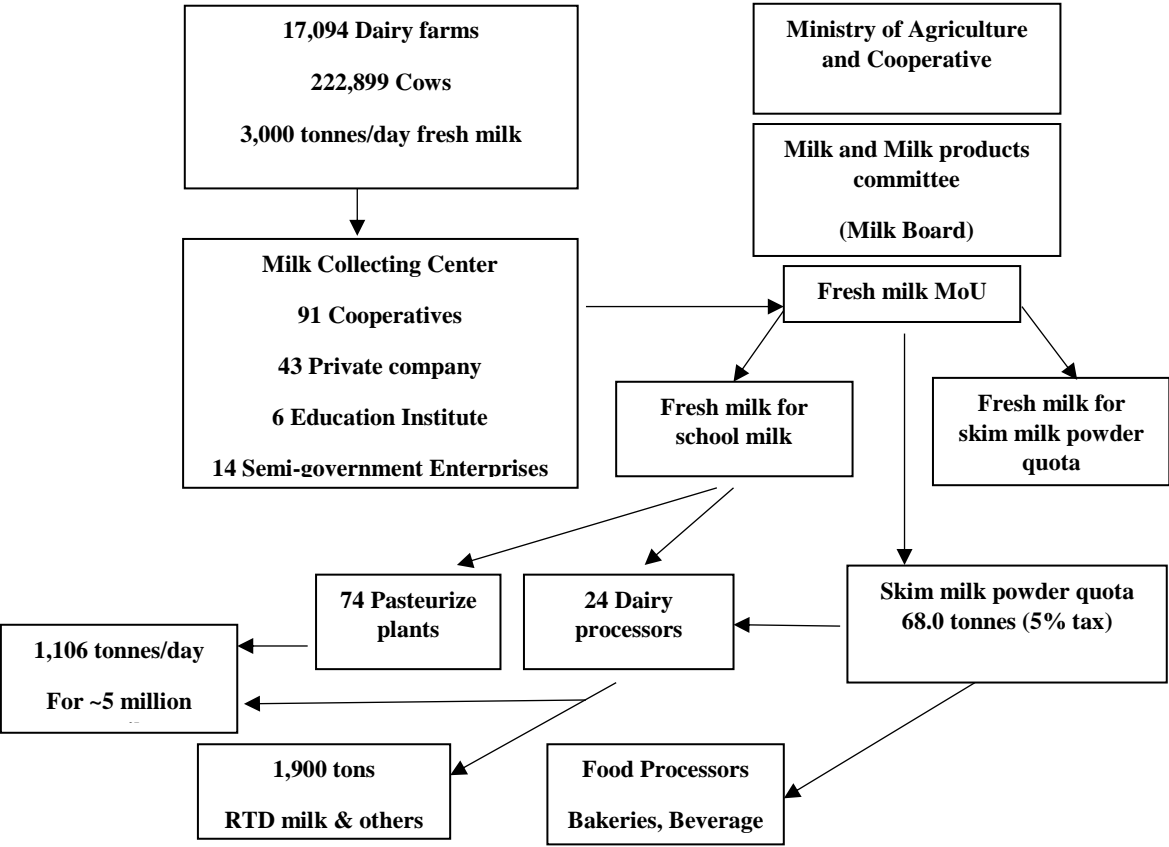 17,094 Dairy farms
222,899 Cows
3,000 tonnes/day fresh milk
Ministry of Agriculture
and Cooperative
Milk and Milk products
committee
(Milk Board)
Milk Collecting Center
91 Cooperatives
43 Private company
6 Education Institute
14 Semi-government Enterprises
Fresh milk MoU
Fresh milk for
school milk
Fresh milk for
skim milk powder
quota
74 Pasteurize
plants
24 Dairy
processors
Skim milk powder quota
68.0 tonnes (5% tax)
1,106 tonnes/day
For ~5 million
1,900 tons
RTD milk & others
Food Processors
Bakeries, Beverage